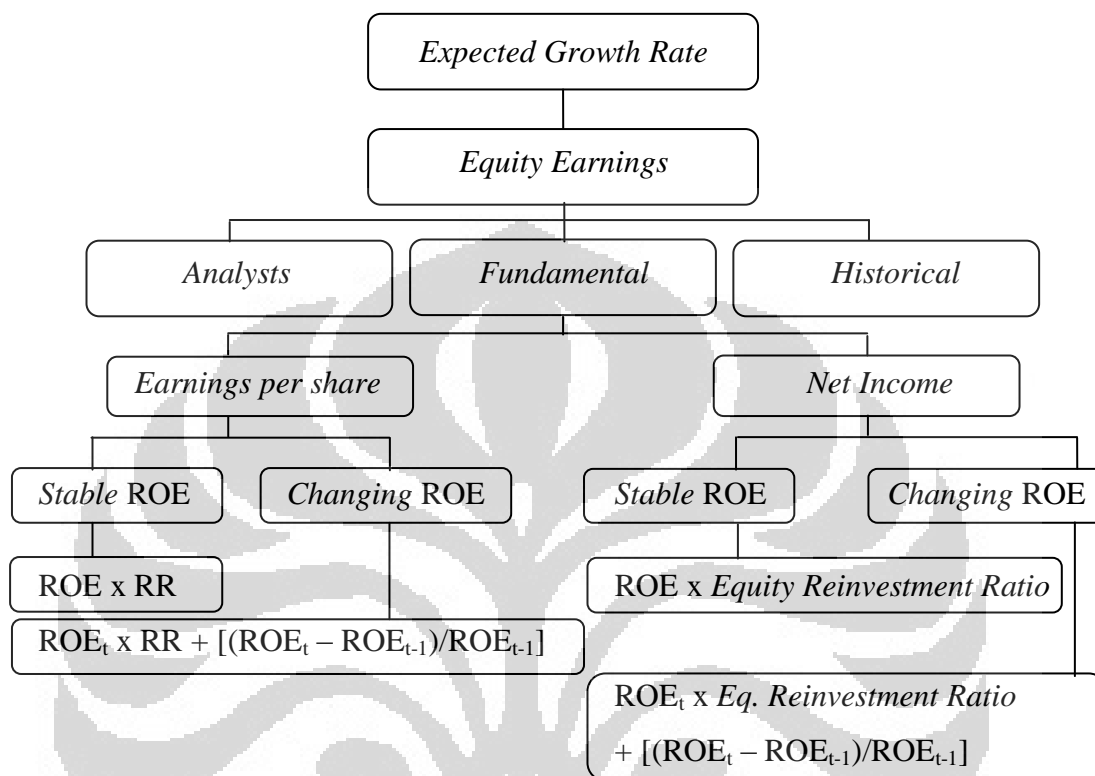 Expected Growth Rate
Equity Earnings
Analysts
Fundamental
Historical
Earnings per share
Net Income
Stable ROE
Changing ROE
Stable ROE
Changing ROE
ROE x RR
ROE x Equity Reinvestment Ratio
ROEₜ x RR + [(ROEₜ – ROEₜ₋₁)/ROEₜ₋₁]
ROEₜ x Eq. Reinvestment Ratio
+ [(ROEₜ – ROEₜ₋₁)/ROEₜ₋₁]